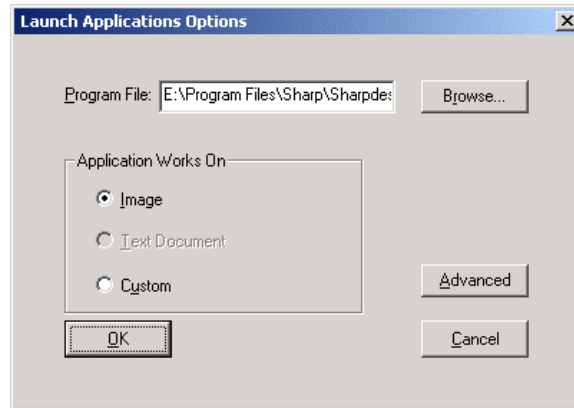 Launch Applications Options
Program File: E:\Program Files\Sharp\Sharpdes Browse...
Application Works On
Image
Text Document
Custom
Advanced
OK Cancel